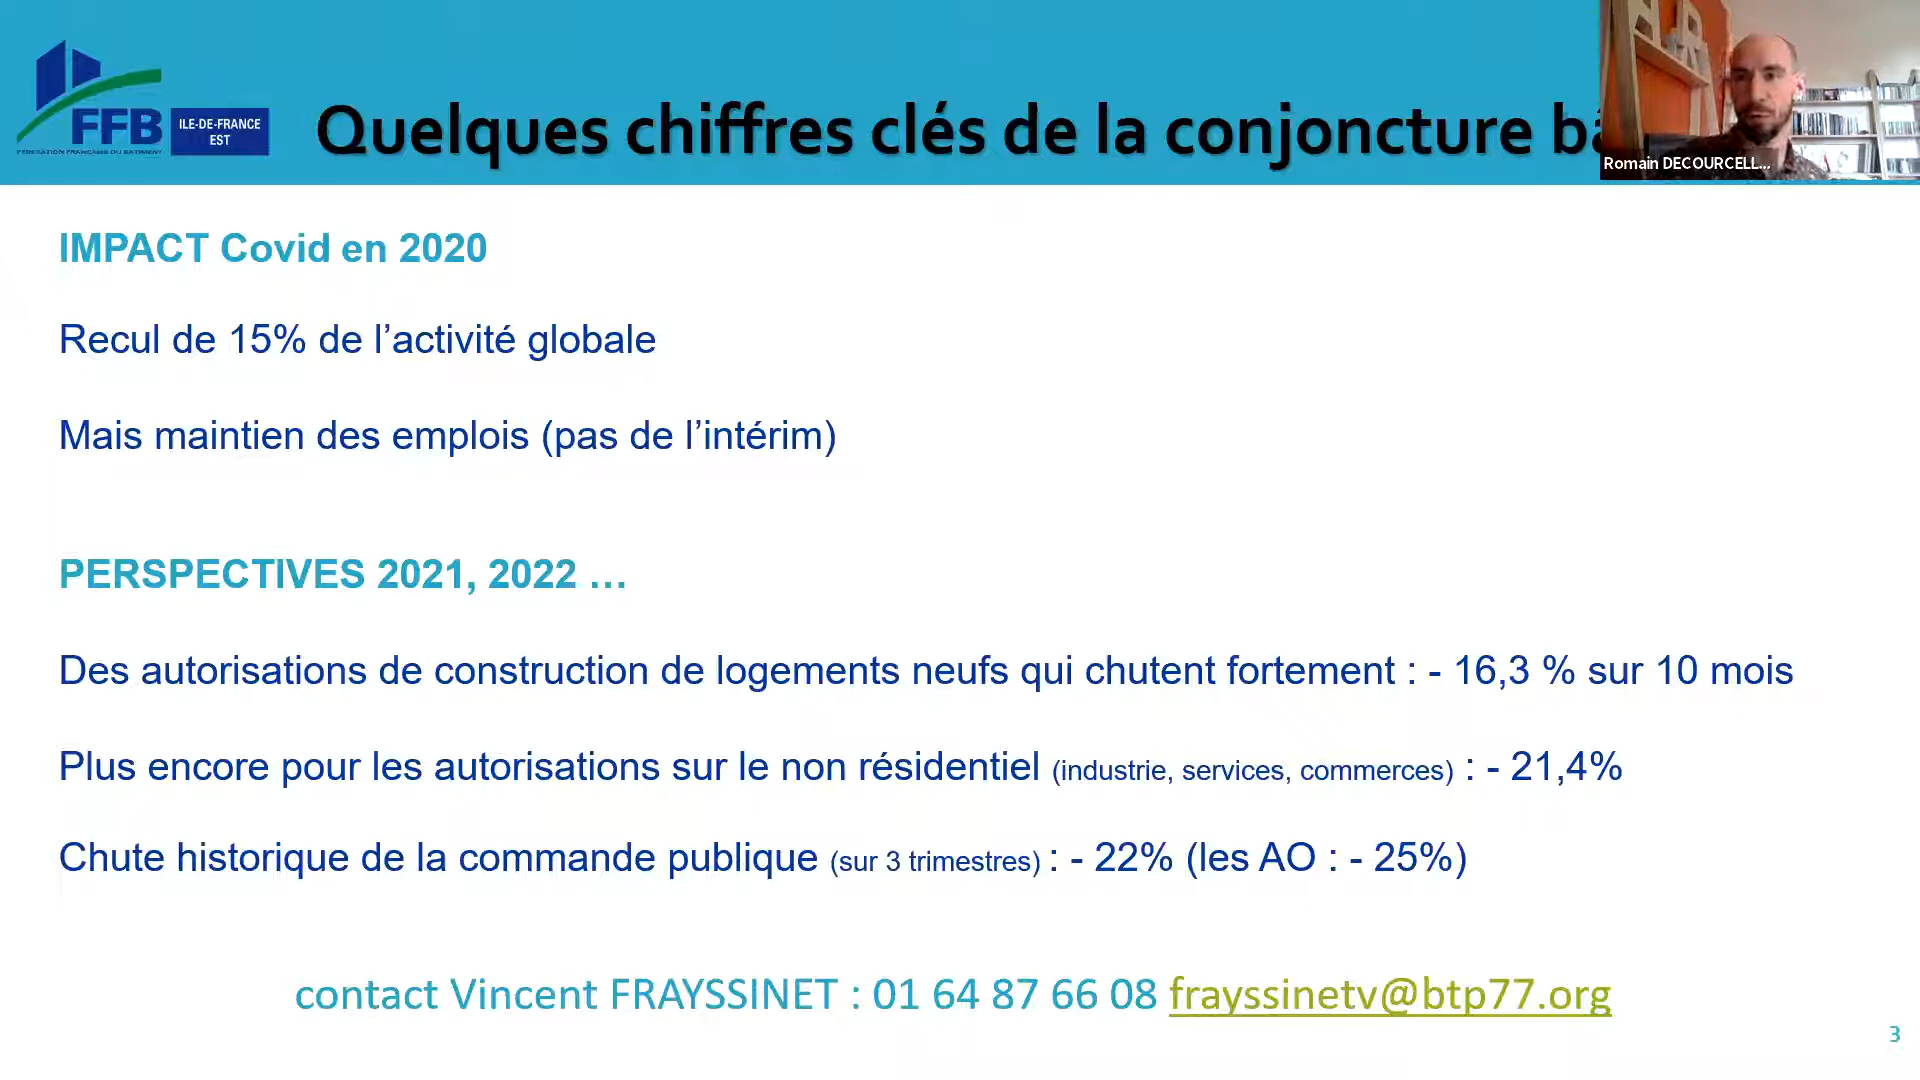 FFB
FEDERATION FRANCAISE DU BATIMENT
ILE-DE-FRANCE
EST
Quelques chiffres clés de la conjoncture
Romain DECOURCELL...
IMPACT Covid en 2020
Recul de 15% de l’activité globale
Mais maintien des emplois (pas de l’intérim)
PERSPECTIVES 2021, 2022 …
Des autorisations de construction de logements neufs qui chutent fortement : - 16,3 % sur 10 mois
Plus encore pour les autorisations sur le non résidentiel (industrie, services, commerces) : - 21,4%
Chute historique de la commande publique (sur 3 trimestres) : - 22% (les AO : - 25%)
contact Vincent FRAYSSINET : 01 64 87 66 08 frayssinetv@btp77.org
3